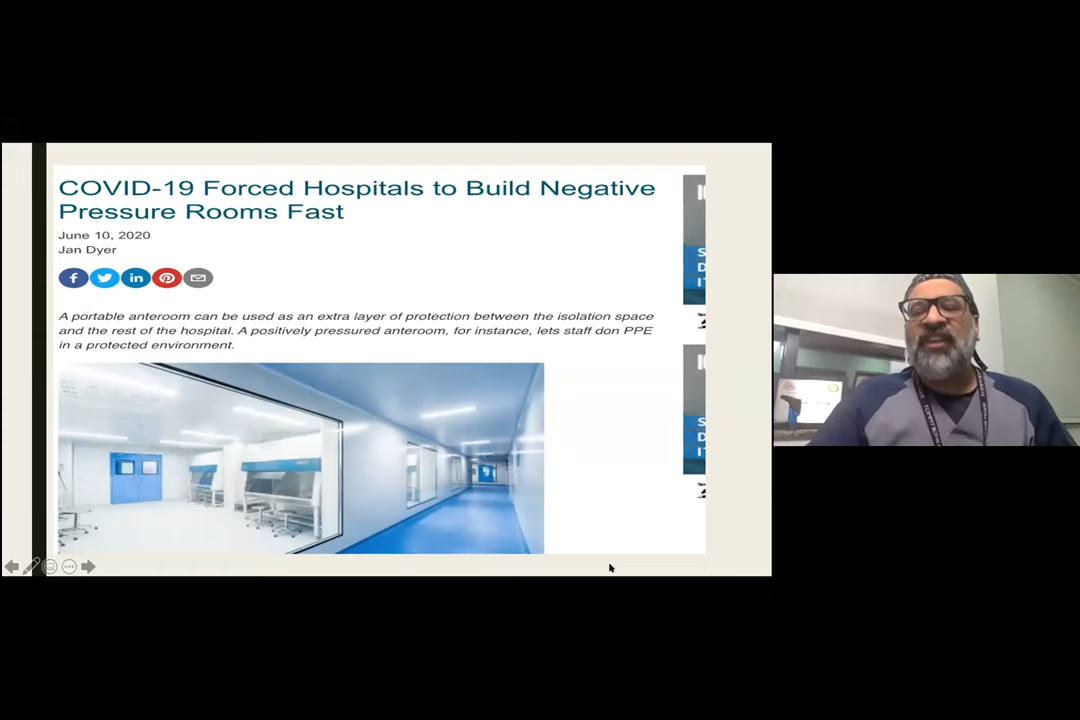 COVID-19 Forced Hospitals to Build Negative
Pressure Rooms Fast
June 10, 2020
Jan Dyer
A portable anteroom can be used as an extra layer of protection between the isolation space
and the rest of the hospital. A positively pressured anteroom, for instance, lets staff don PPE
in a protected environment.